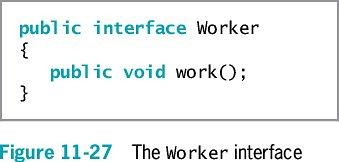 public interface Worker
{
public void work();
}
Figure 11-27 The Worker interface